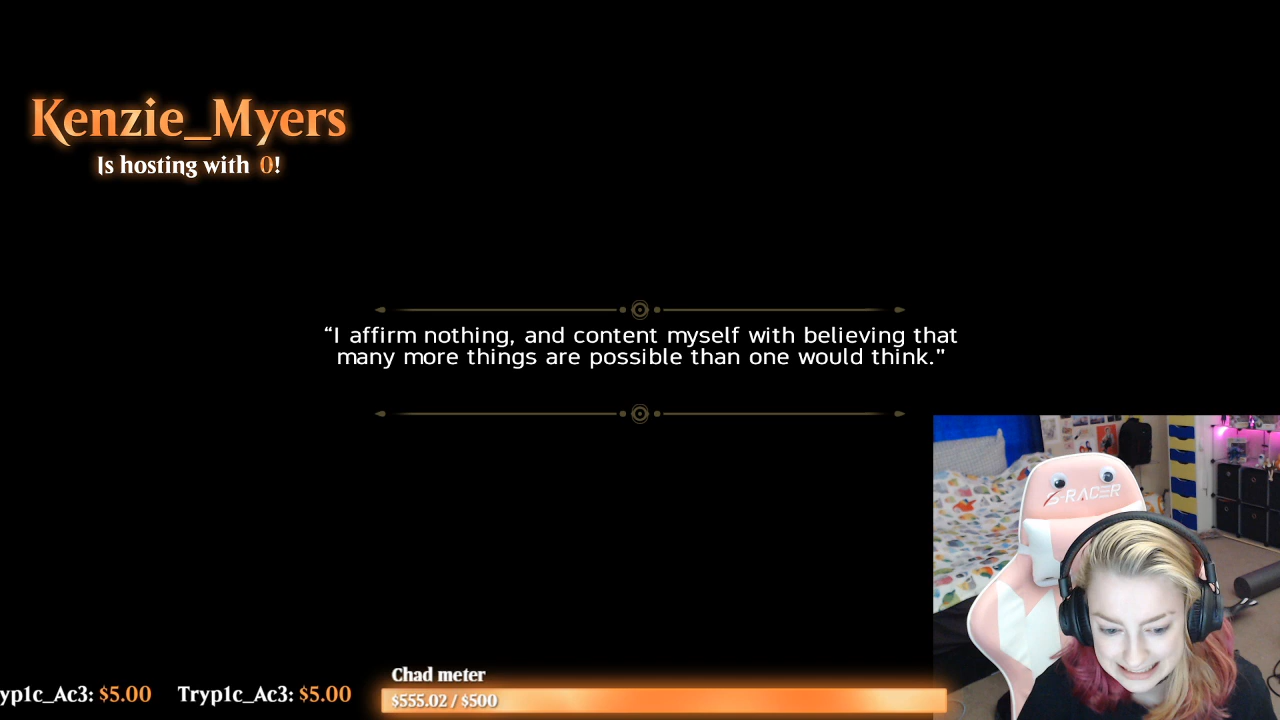 Kenzie_Myers
Is hosting with 0!
“I affirm nothing, and content myself with believing that
many more things are possible than one would think.”
S-RACER
Chad meter
yp1c_Ac3: $5.00 Tryp1c_Ac3: $5.00
$555.02 / $500